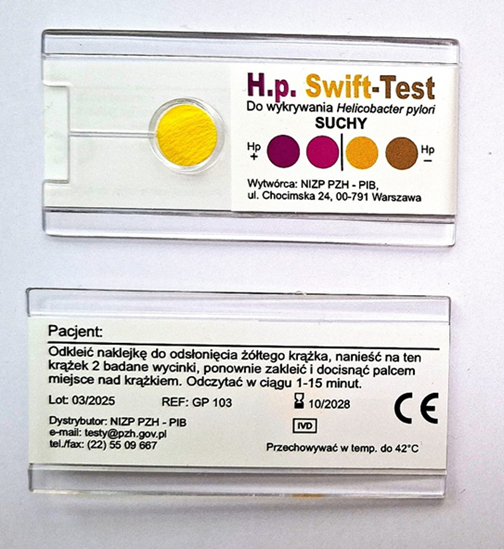 H.p. Swift-Test
Do wykrywania Helicobacter pylori
SUCHY
Hp + Hp –
Wytwórca: NIZP PZH - PIB,
ul. Chocimska 24, 00-791 Warszawa
Pacjent:
Odkleić naklejkę do odsłonięcia żółtego krążka, nanieść na ten
krążek 2 badane wycinki, ponownie zakleić i docisnąć palcem
miejsce nad krążkiem. Odczytać w ciągu 1-15 minut.
Lot: 03/2025 REF: GP 103 10/2028
CE
Dystrybutor: NIZP PZH - PIB
IVD
e-mail: testy@pzh.gov.pl
tel./fax: (22) 55 09 667 Przechowywać w temp. do 42°C